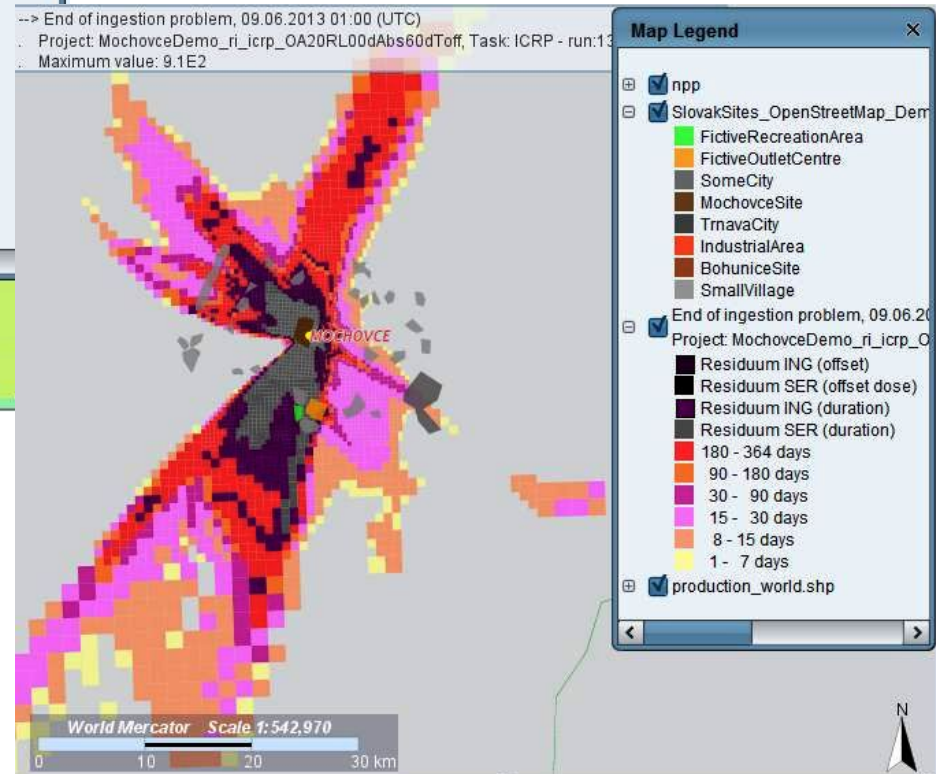 --> End of ingestion problem, 09.06.2013 01:00 (UTC)
. Project: MochovceDemo_ri_icrp_OA20RL00dAbs60dToff, Task: ICRP - run:13
. Maximum value: 9.1E2
Map Legend
npp
SlovakSites_OpenStreetMap_Dem
FictiveRecreationArea
FictiveOutletCentre
SomeCity
MochovceSite
TrnavaCity
IndustrialArea
BohuniceSite
SmallVillage
End of ingestion problem, 09.06.20
Project: MochovceDemo_ri_icrp_O
Residuum ING (offset)
Residuum SER (offset dose)
Residuum ING (duration)
Residuum SER (duration)
180 - 364 days
90 - 180 days
30 - 90 days
15 - 30 days
8 - 15 days
1 - 7 days
production_world.shp
MOCHOVCE
World Mercator Scale 1:542,970
0 10 20 30 km
N